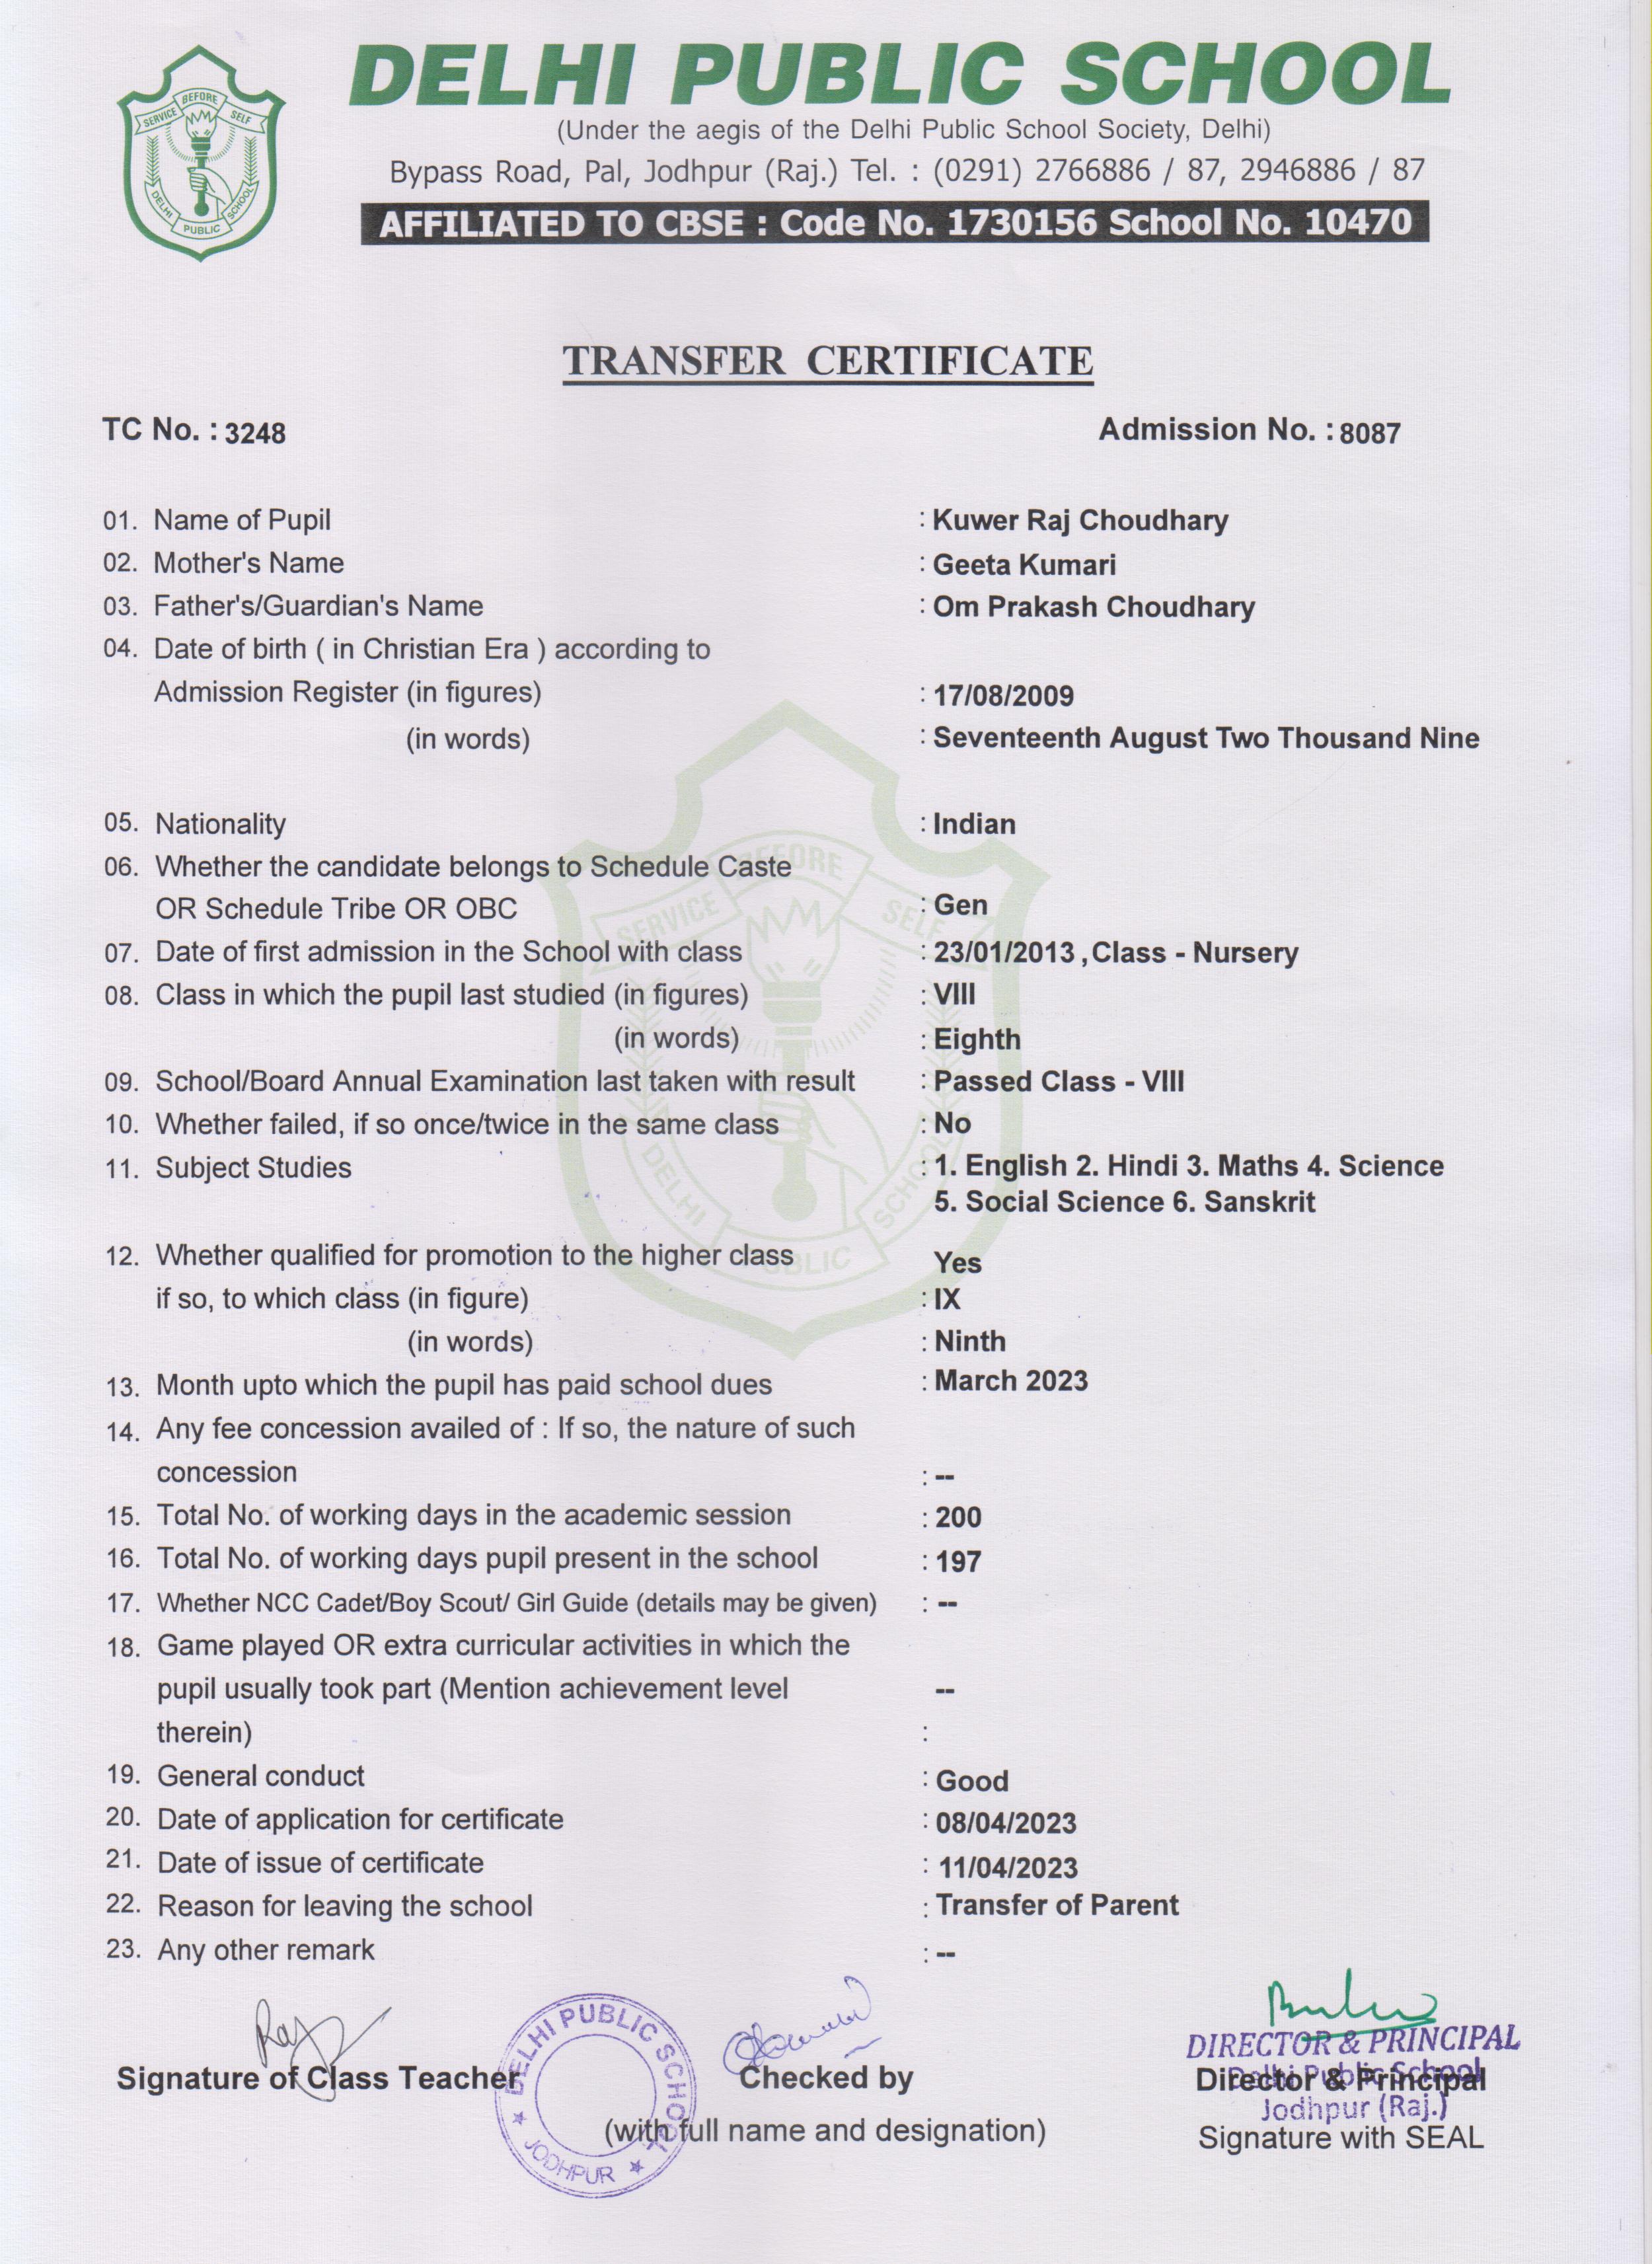 SERVICE BEFORE SELF
DELHI PUBLIC SCHOOL
DELHI PUBLIC SCHOOL
(Under the aegis of the Delhi Public School Society, Delhi)
Bypass Road, Pal, Jodhpur (Raj.) Tel. : (0291) 2766886 / 87, 2946886 / 87
AFFILIATED TO CBSE : Code No. 1730156 School No. 10470
TRANSFER CERTIFICATE
TC No. : 3248 Admission No. : 8087
01. Name of Pupil : Kuwer Raj Choudhary
02. Mother's Name : Geeta Kumari
03. Father's/Guardian's Name : Om Prakash Choudhary
04. Date of birth ( in Christian Era ) according to
Admission Register (in figures) : 17/08/2009
(in words) : Seventeenth August Two Thousand Nine
05. Nationality : Indian
06. Whether the candidate belongs to Schedule Caste
OR Schedule Tribe OR OBC : Gen
07. Date of first admission in the School with class : 23/01/2013 , Class - Nursery
08. Class in which the pupil last studied (in figures) : VIII
(in words) : Eighth
09. School/Board Annual Examination last taken with result : Passed Class - VIII
10. Whether failed, if so once/twice in the same class : No
11. Subject Studies : 1. English 2. Hindi 3. Maths 4. Science
5. Social Science 6. Sanskrit
12. Whether qualified for promotion to the higher class Yes
if so, to which class (in figure) : IX
(in words) : Ninth
13. Month upto which the pupil has paid school dues : March 2023
14. Any fee concession availed of : If so, the nature of such
concession : --
15. Total No. of working days in the academic session : 200
16. Total No. of working days pupil present in the school : 197
17. Whether NCC Cadet/Boy Scout/ Girl Guide (details may be given) : --
18. Game played OR extra curricular activities in which the
pupil usually took part (Mention achievement level --
therein) :
19. General conduct : Good
20. Date of application for certificate : 08/04/2023
21. Date of issue of certificate : 11/04/2023
22. Reason for leaving the school : Transfer of Parent
23. Any other remark : --
SERVICE BEFORE SELF
DELHI PUBLIC SCHOOL
DELHI PUBLIC SCHOOL
JODHPUR
DIRECTOR & PRINCIPAL
Delhi Public School
Jodhpur (Raj.)
Signature of Class Teacher Checked by Director & Principal
(with full name and designation) Signature with SEAL